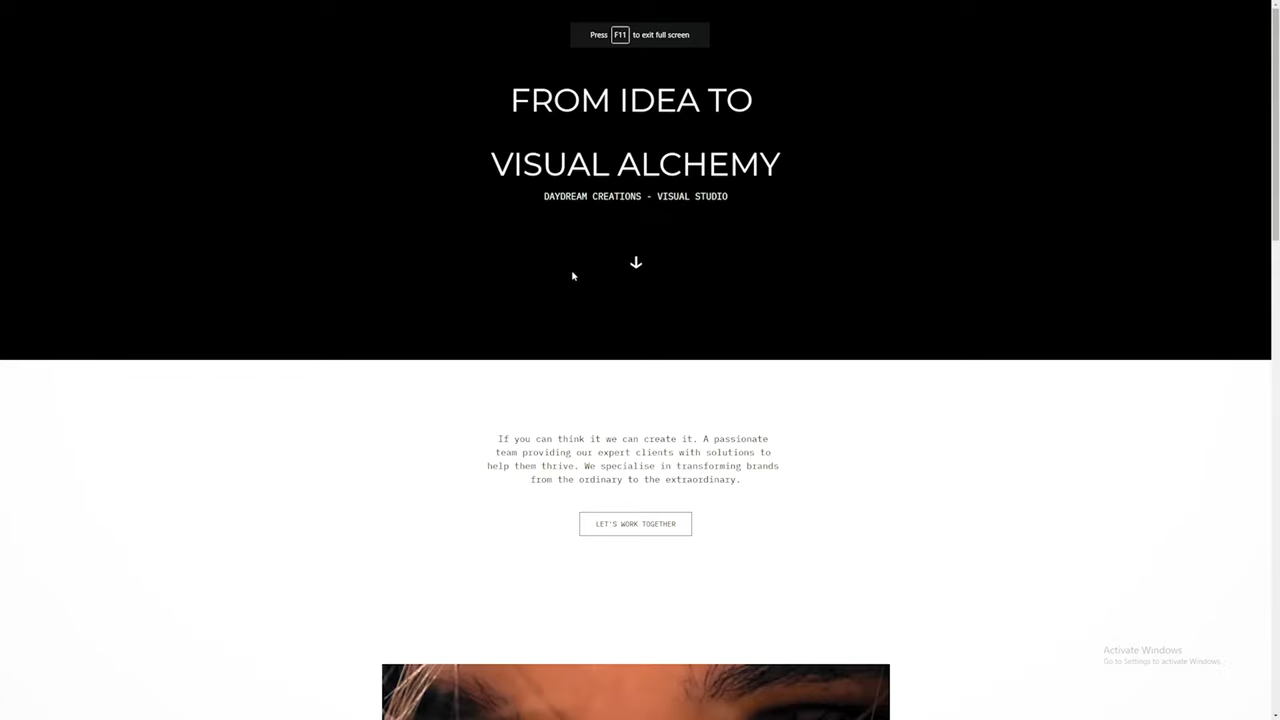 Press F11 to exit full screen
FROM IDEA TO
VISUAL ALCHEMY
DAYDREAM CREATIONS - VISUAL STUDIO
If you can think it we can create it. A passionate
team providing our expert clients with solutions to
help them thrive. We specialise in transforming brands
from the ordinary to the extraordinary.
LET'S WORK TOGETHER
Activate Windows
Go to Settings to activate Windows.